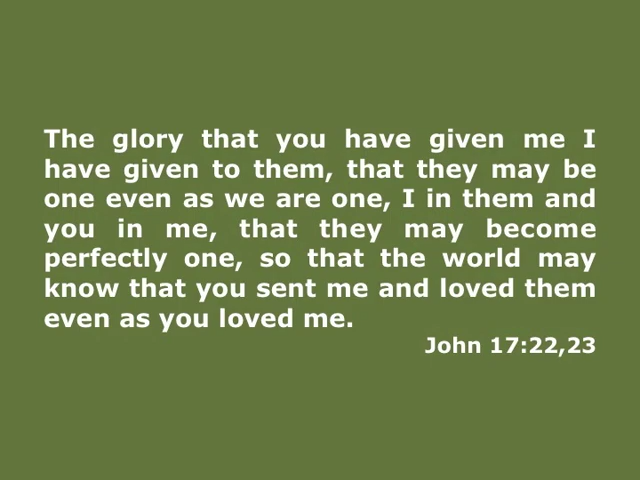 The glory that you have given me I
have given to them, that they may be
one even as we are one, I in them and
you in me, that they may become
perfectly one, so that the world may
know that you sent me and loved them
even as you loved me.
John 17:22,23